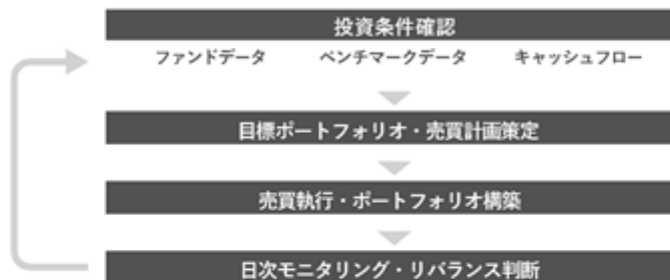 投資条件確認
ファンドデータ ベンチマークデータ キャッシュフロー
目標ポートフォリオ・売買計画策定
売買執行・ポートフォリオ構築
日次モニタリング・リバランス判断